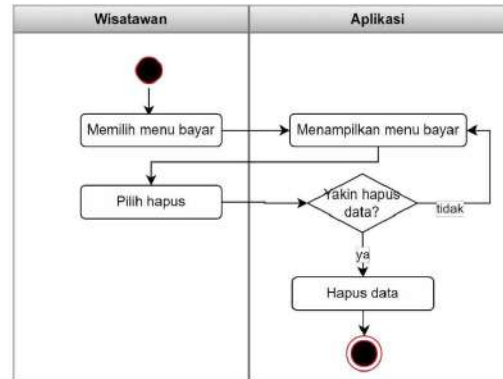 Wisatawan
Aplikasi
Memilih menu bayar
Menampilkan menu bayar
Pilih hapus
Yakin hapus
data?
tidak
ya
Hapus data